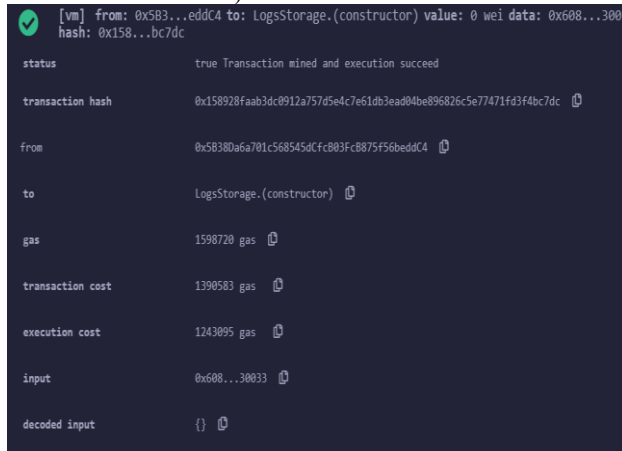 [vm] from: 0x5B3...eddC4 to: LogsStorage.(constructor) value: 0 wei data: 0x608...300
hash: 0x158...bc7dc
status true Transaction mined and execution succeed
transaction hash 0x158928faab3dc0912a757d5e4c7e61db3ead04be896826c5e77471fd3f4bc7dc
from 0x5B38Da6a701c568545dCfcB03FcB875f56beddC4
to LogsStorage.(constructor)
gas 1598720 gas
transaction cost 1390583 gas
execution cost 1243095 gas
input 0x608...30033
decoded input {}